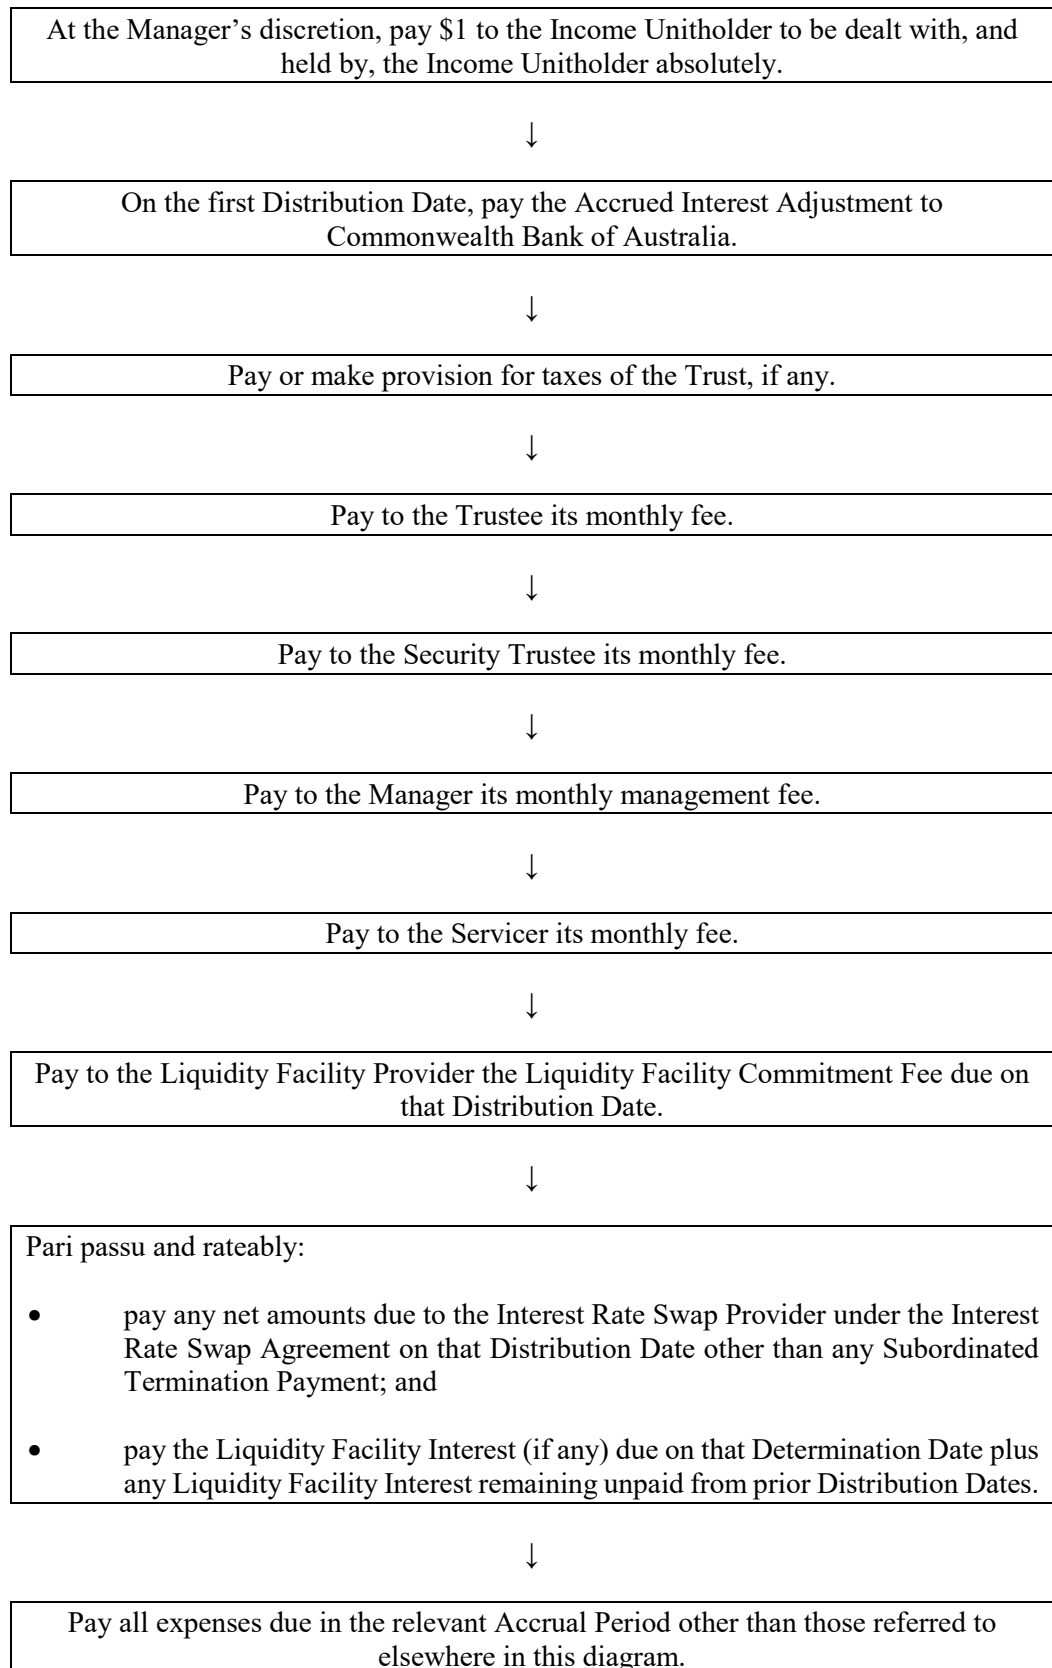 At the Manager’s discretion, pay $1 to the Income Unitholder to be dealt with, and
held by, the Income Unitholder absolutely.
↓
On the first Distribution Date, pay the Accrued Interest Adjustment to
Commonwealth Bank of Australia.
↓
Pay or make provision for taxes of the Trust, if any.
↓
Pay to the Trustee its monthly fee.
↓
Pay to the Security Trustee its monthly fee.
↓
Pay to the Manager its monthly management fee.
↓
Pay to the Servicer its monthly fee.
↓
Pay to the Liquidity Facility Provider the Liquidity Facility Commitment Fee due on
that Distribution Date.
↓
Pari passu and rateably:
• pay any net amounts due to the Interest Rate Swap Provider under the Interest
Rate Swap Agreement on that Distribution Date other than any Subordinated
Termination Payment; and
• pay the Liquidity Facility Interest (if any) due on that Determination Date plus
any Liquidity Facility Interest remaining unpaid from prior Distribution Dates.
↓
Pay all expenses due in the relevant Accrual Period other than those referred to
elsewhere in this diagram.